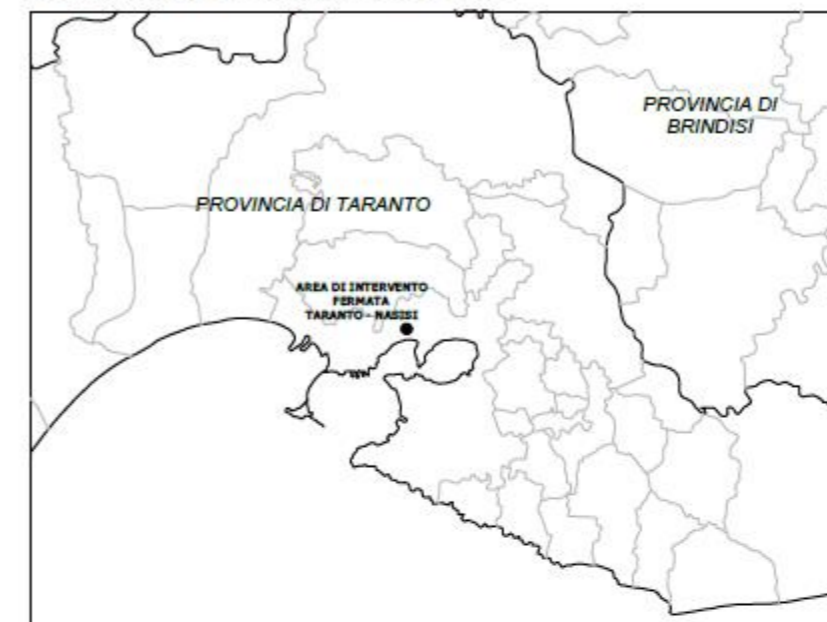 PROVINCIA DI
BRINDISI
PROVINCIA DI TARANTO
AREA DI INTERVENTO
FERMATA
TARANTO - NASISI